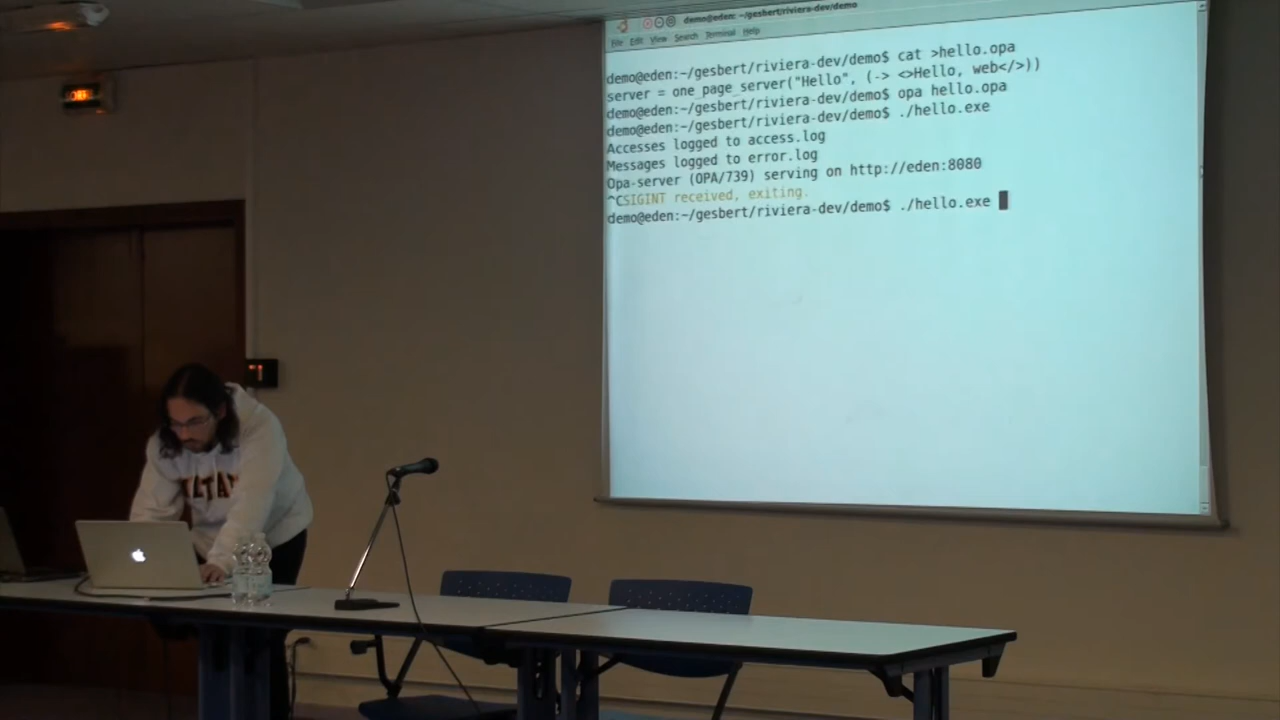 demo@eden: ~/gesbert/riviera-dev/demo
File Edit View Search Terminal Help
demo@eden:~/gesbert/riviera-dev/demo$ cat >hello.opa
server = one_page_server("Hello", (-> <>Hello, web</>))
demo@eden:~/gesbert/riviera-dev/demo$ opa hello.opa
demo@eden:~/gesbert/riviera-dev/demo$ ./hello.exe
Accesses logged to access.log
Messages logged to error.log
Opa-server (OPA/739) serving on http://eden:8080
^CSIGINT received, exiting.
demo@eden:~/gesbert/riviera-dev/demo$ ./hello.exe